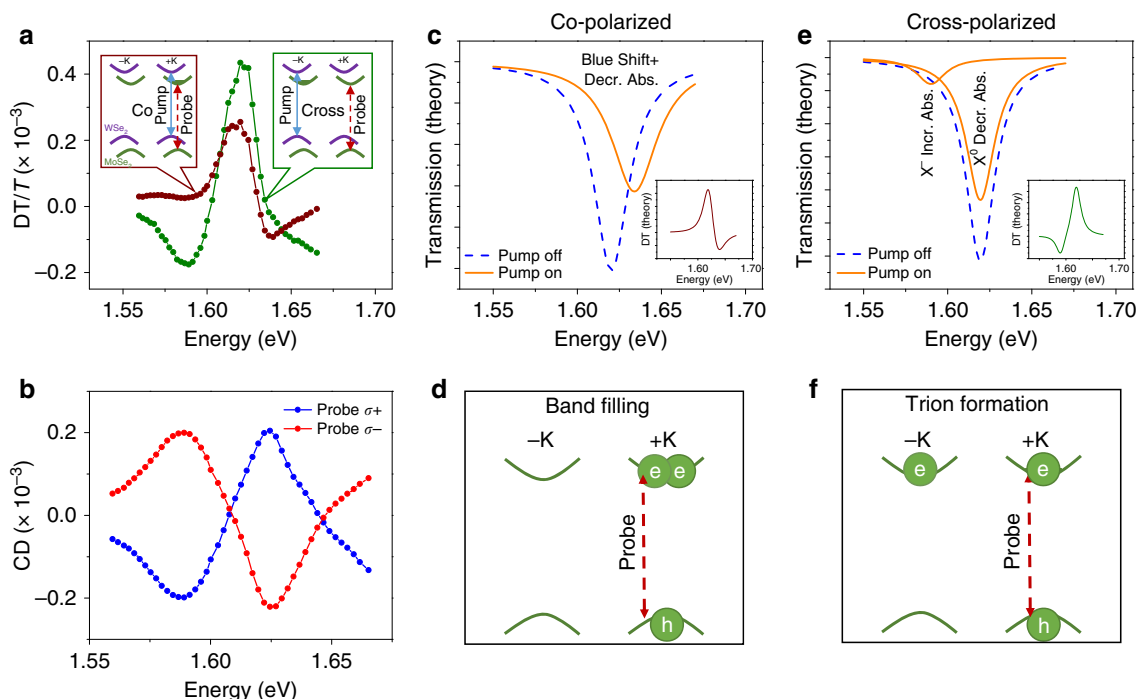 a
DT/T (× 10⁻³)
0.4
0.2
0.0
−0.2
1.55
1.60
1.65
1.70
Energy (eV)
−K
+K
Co
Pump
Probe
WSe₂
−K
+K
Cross
Pump
Probe
Co-polarized
c
Transmission (theory)
Blue Shift+
Decr. Abs.
Pump off
Pump on
DT (theory)
1.60
1.70
Energy (eV)
1.55
1.60
1.65
1.70
Energy (eV)
Cross-polarized
e
Transmission (theory)
X⁻ Incr. Abs.
X⁰ Decr. Abs.
Pump off
Pump on
DT (theory)
1.60
1.70
Energy (eV)
1.55
1.60
1.65
1.70
Energy (eV)
b
CD (× 10⁻³)
0.2
0.0
−0.2
Probe σ+
Probe σ−
1.55
1.60
1.65
Energy (eV)
d
Band filling
−K
+K
e
e
Probe
h
f
Trion formation
−K
+K
e
e
Probe
h